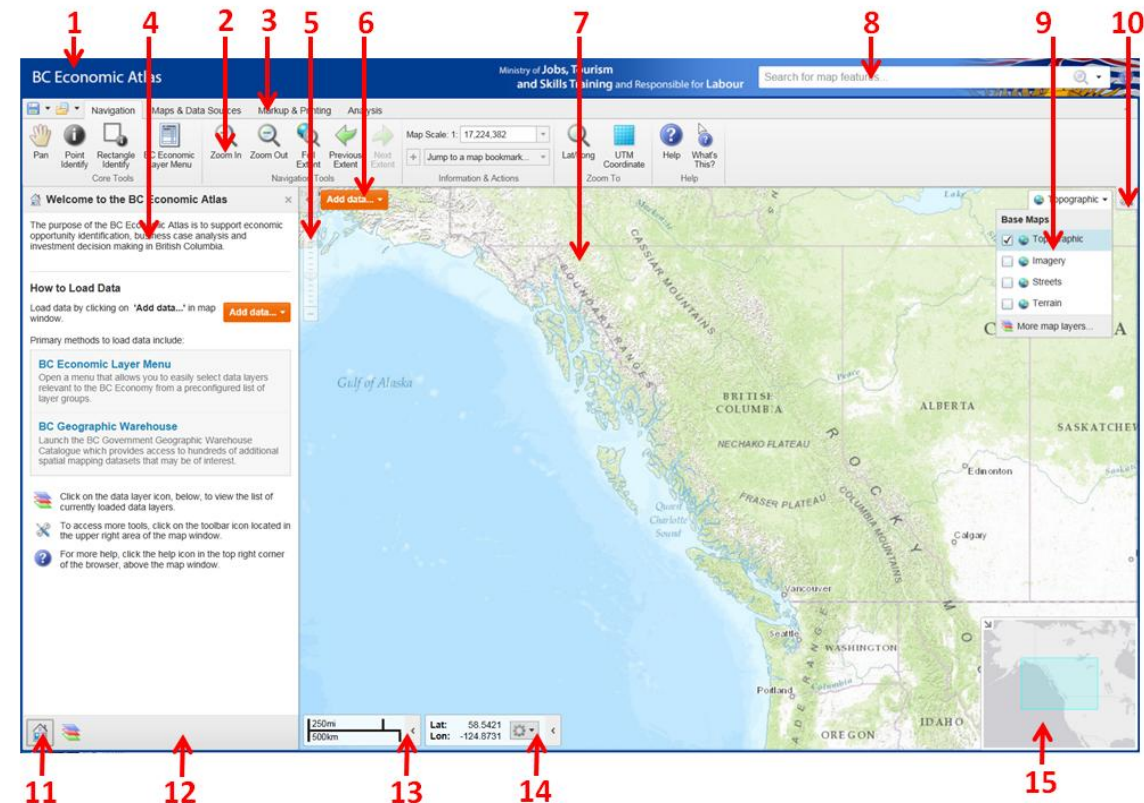 1
4
2
3
5
6
7
8
9
10
BC Economic Atlas
Ministry of Jobs, Tourism
and Skills Training and Responsible for Labour
Search for map features...
Navigation
Maps & Data Sources
Markup & Printing
Analysis
Pan
Point Identify
Rectangle Identify
BC Economic Layer Menu
Zoom In
Zoom Out
Full Extent
Previous Extent
Next Extent
Map Scale: 1: 17,224,382
Jump to a map bookmark...
Lat/Long
UTM Coordinate
Help
What's This?
Core Tools
Navigation Tools
Information & Actions
Zoom To
Help
Welcome to the BC Economic Atlas
The purpose of the BC Economic Atlas is to support economic
opportunity identification, business case analysis and
investment decision making in British Columbia.
How to Load Data
Load data by clicking on "Add data..." in map
window.
Add data...
Primary methods to load data include:
BC Economic Layer Menu
Open a menu that allows you to easily select data layers
relevant to the BC Economy from a preconfigured list of
layer groups.
BC Geographic Warehouse
Launch the BC Government Geographic Warehouse
Catalogue which provides access to hundreds of additional
spatial mapping datasets that may be of interest.
Click on the data layer icon, below, to view the list of
currently loaded data layers.
To access more tools, click on the toolbar icon located in
the upper right area of the map window.
For more help, click the help icon in the top right corner
of the browser, above the map window.
Add data...
Topographic
Base Maps
Topographic
Imagery
Streets
Terrain
More map layers...
Mackenzie
Lake
CASSIAR MOUNTAINS
BOUNDARY RANGES
C
A
Gulf of Alaska
Peace
BRITISH
COLUMBIA
ALBERTA
SASKATCHEW
NECHAKO PLATEAU
ROCKY MO
Edmonton
FRASER PLATEAU
COLUMBIA MOUNTAINS
Queen
Charlotte
Sound
Calgary
Vancouver
Seattle
WASHINGTON
Portland
Columbia
IDAHO
OREGON
250mi
500km
Lat: 58.5421
Lon: -124.8731
11
12
13
14
15